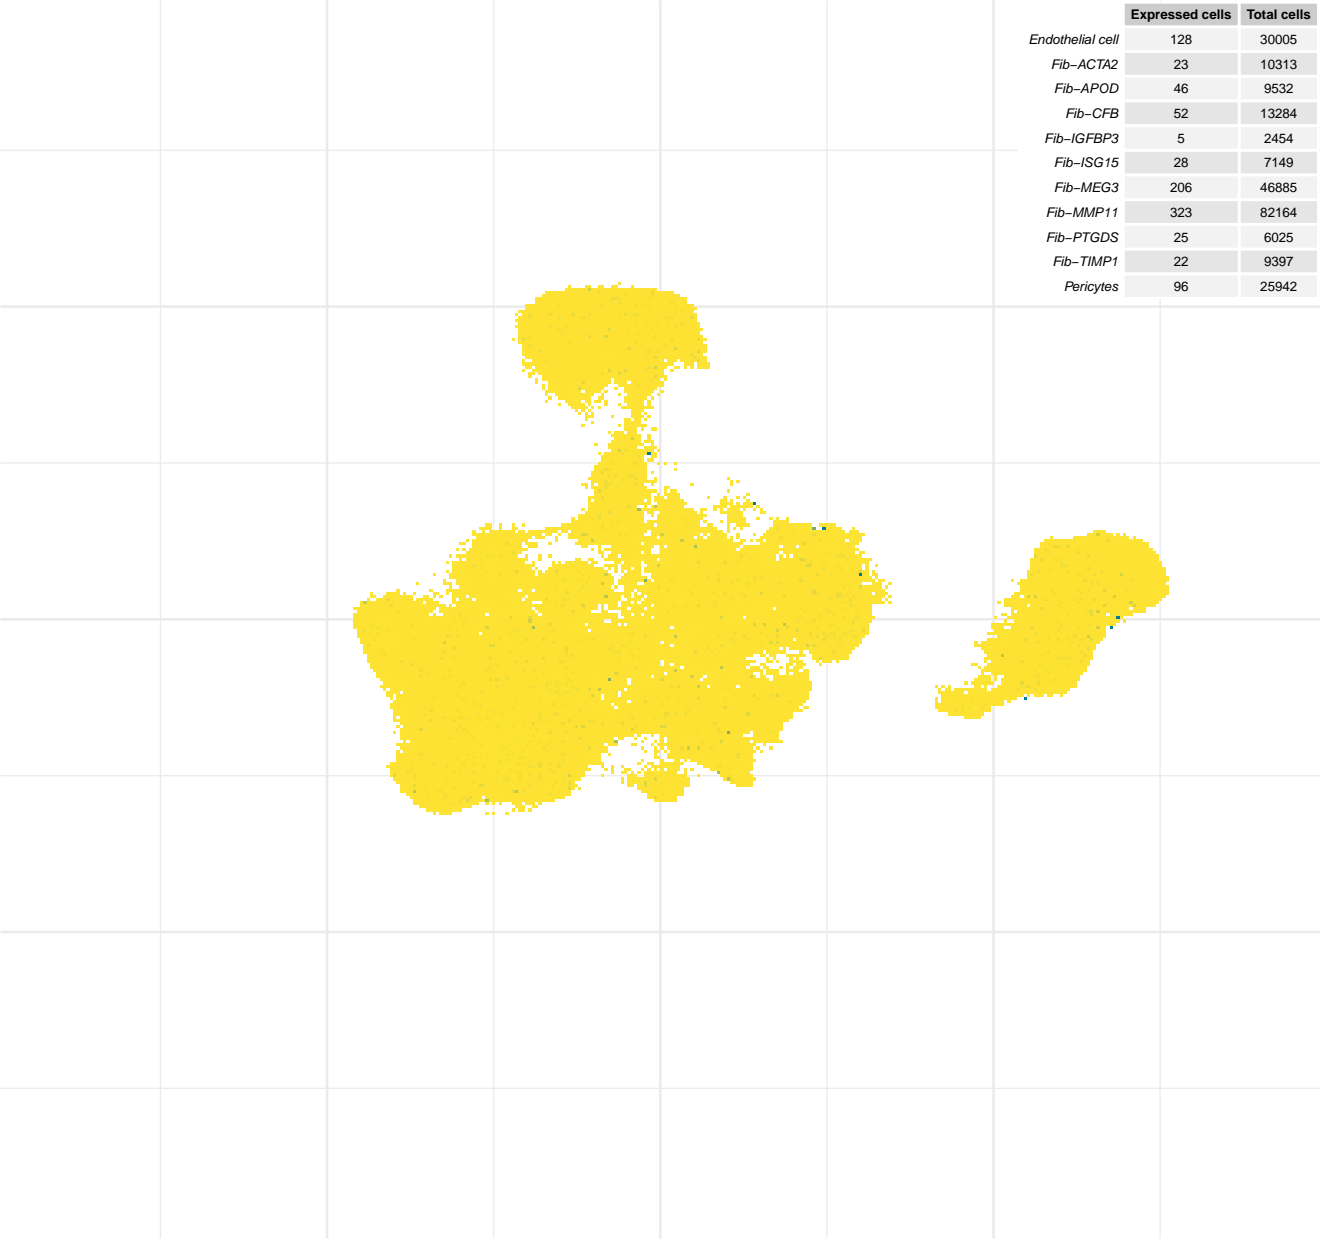 Expressed cells Total cells
Endothelial cell 128 30005
Fib−ACTA2 23 10313
Fib−APOD 46 9532
Fib−CFB 52 13284
Fib−IGFBP3 5 2454
Fib−ISG15 28 7149
Fib−MEG3 206 46885
Fib−MMP11 323 82164
Fib−PTGDS 25 6025
Fib−TIMP1 22 9397
Pericytes 96 25942